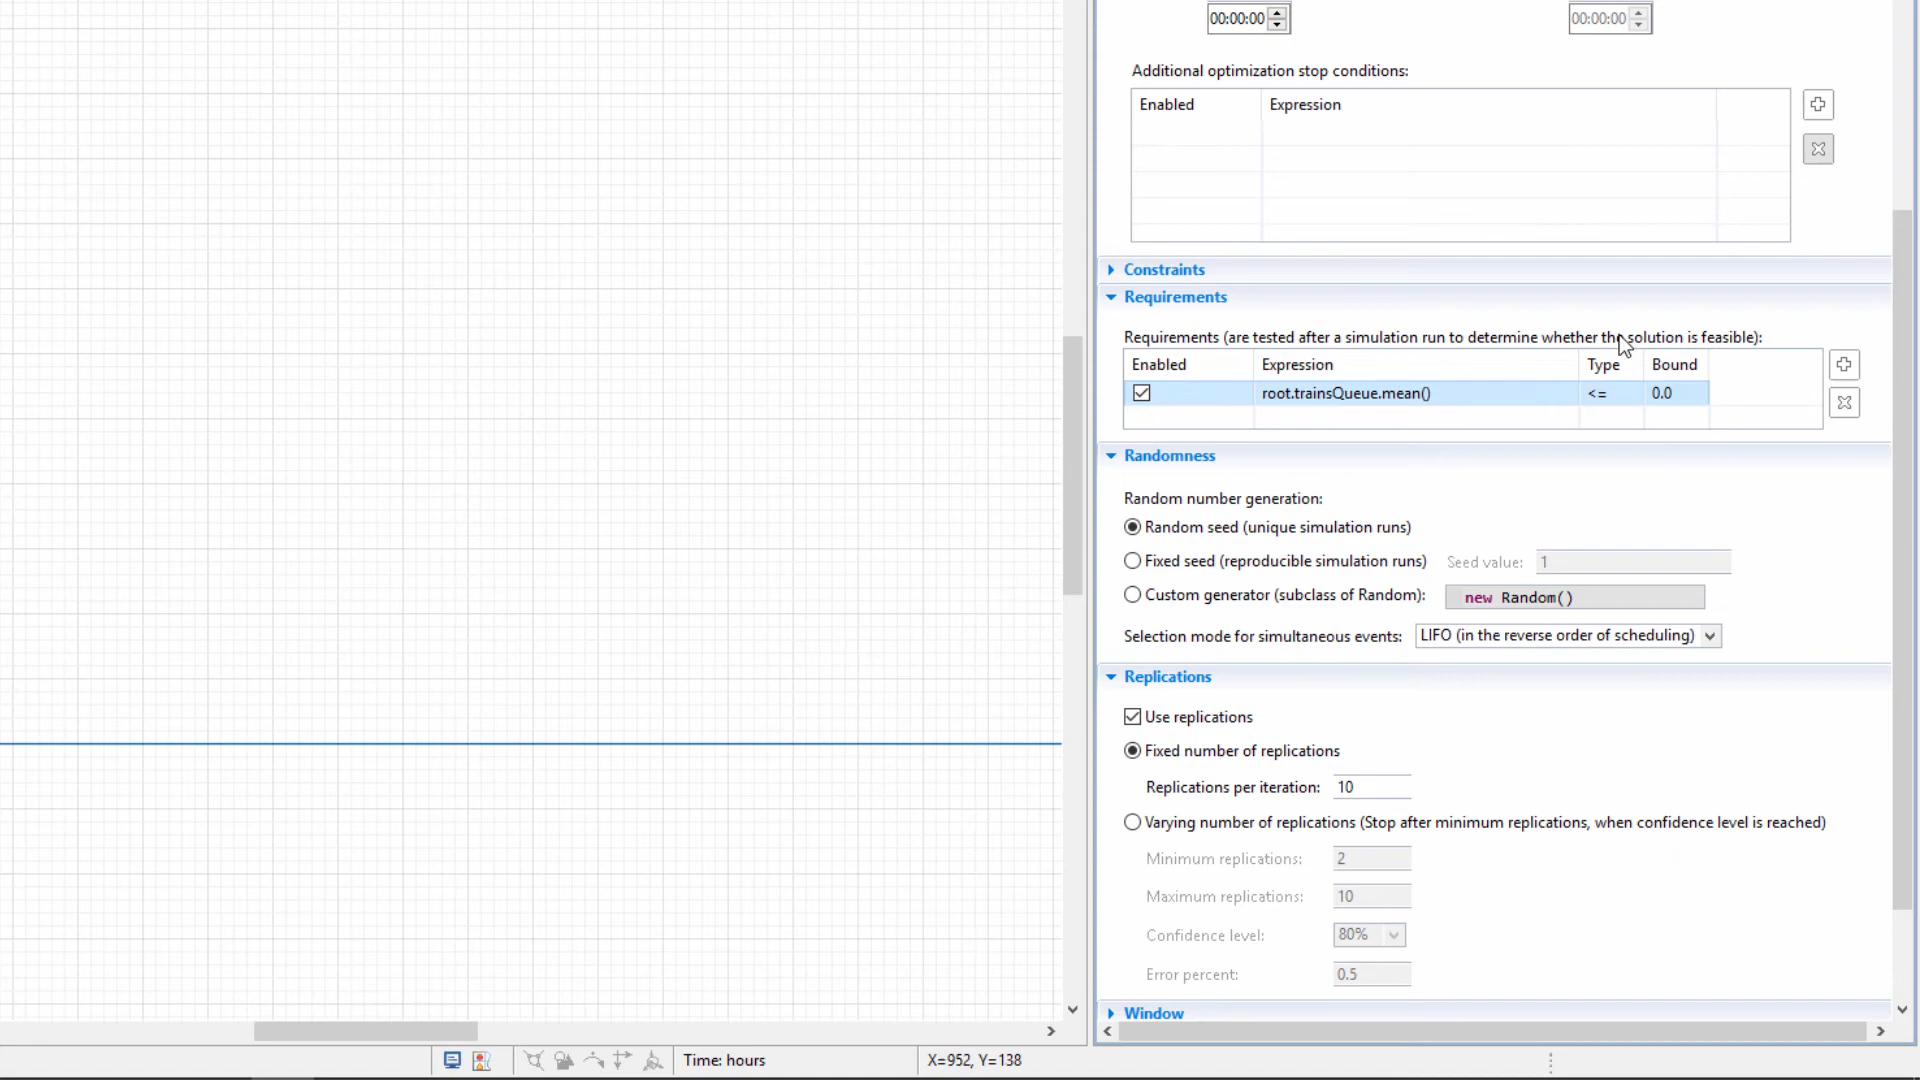 00:00:00 00:00:00
Additional optimization stop conditions:
Enabled Expression
Constraints
Requirements
Requirements (are tested after a simulation run to determine whether the solution is feasible):
Enabled Expression Type Bound
root.trainsQueue.mean() <= 0.0
Randomness
Random number generation:
Random seed (unique simulation runs)
Fixed seed (reproducible simulation runs) Seed value: 1
Custom generator (subclass of Random): new Random()
Selection mode for simultaneous events: LIFO (in the reverse order of scheduling)
Replications
Use replications
Fixed number of replications
Replications per iteration: 10
Varying number of replications (Stop after minimum replications, when confidence level is reached)
Minimum replications: 2
Maximum replications: 10
Confidence level: 80%
Error percent: 0.5
Window
Time: hours X=952, Y=138